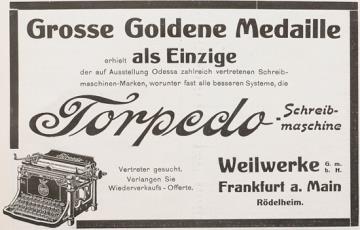 Grosse Goldene Medaille
erhielt als Einzige
der auf Ausstellung Odessa zahlreich vertretenen Schreib-
maschinen-Marken, worunter fast alle besseren Systeme, die
Torpedo-Schreib-
maschine
Vertreter gesucht.
Verlangen Sie
Wiederverkaufs-Offerte.
Weilwerke G. m.
b. H.
Frankfurt a. Main
Rödelheim.